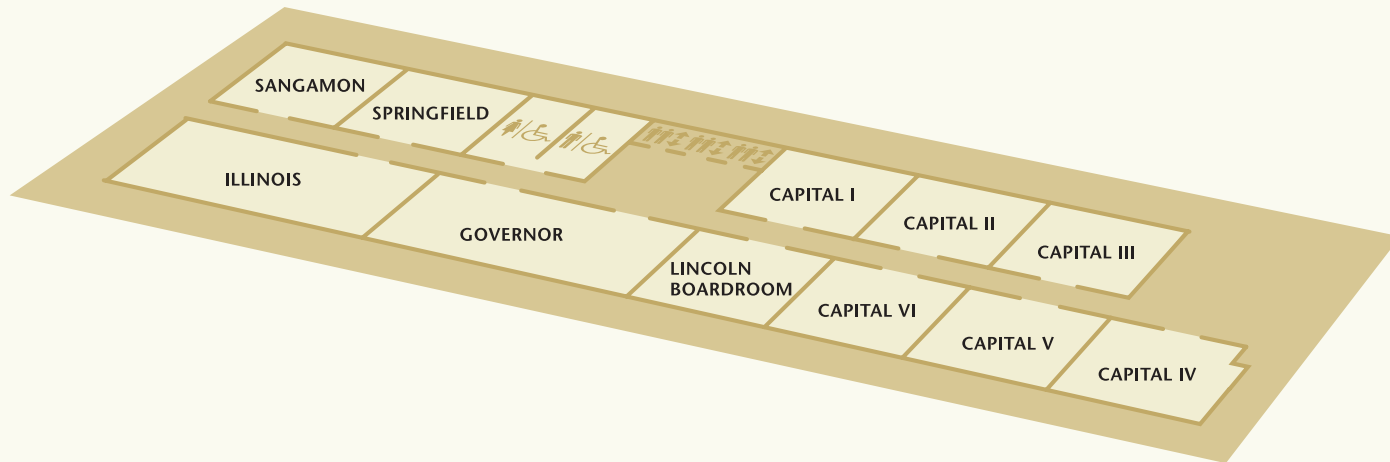 SANGAMON
SPRINGFIELD
ILLINOIS
GOVERNOR
CAPITAL I
CAPITAL II
CAPITAL III
LINCOLN
BOARDROOM
CAPITAL VI
CAPITAL V
CAPITAL IV